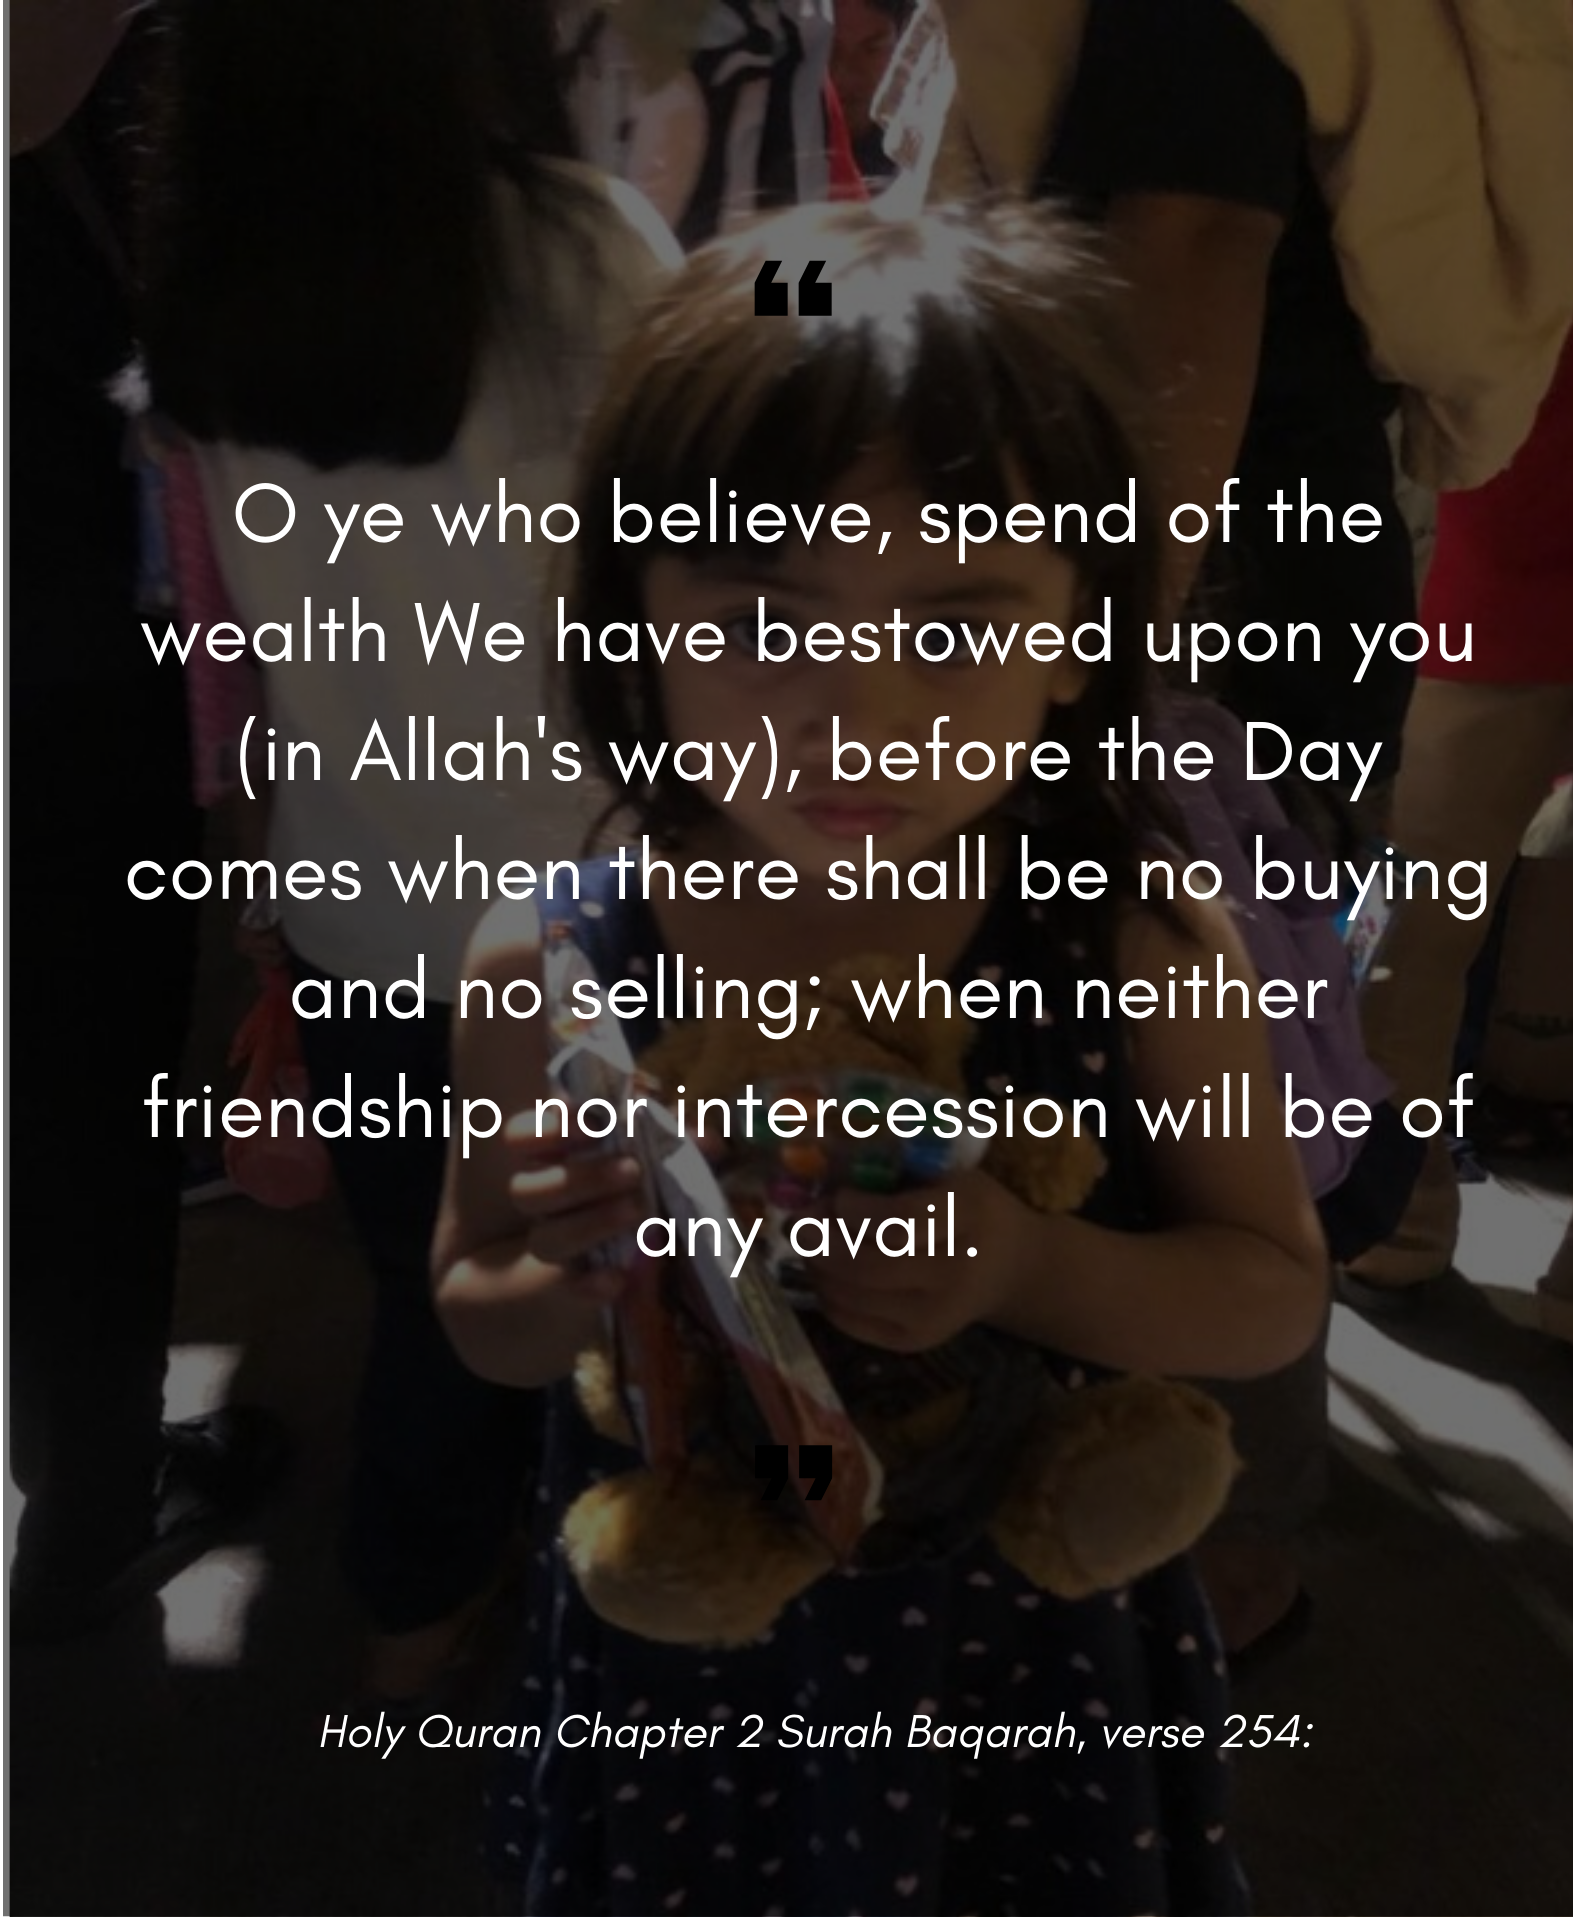 “
O ye who believe, spend of the
wealth We have bestowed upon you
(in Allah's way), before the Day
comes when there shall be no buying
and no selling; when neither
friendship nor intercession will be of
any avail.
”
Holy Quran Chapter 2 Surah Baqarah, verse 254: